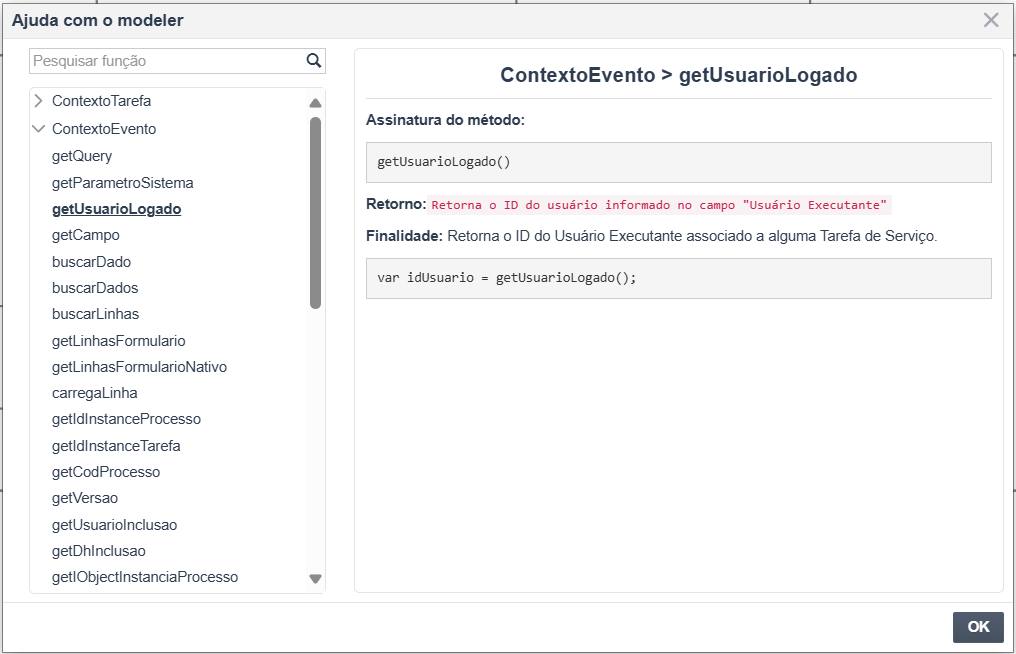 Ajuda com o modeler
Pesquisar função
ContextoTarefa
ContextoEvento
getQuery
getParametroSistema
getUsuarioLogado
getCampo
buscarDado
buscarDados
buscarLinhas
getLinhasFormulario
getLinhasFormularioNativo
carregaLinha
getIdInstanceProcesso
getIdInstanceTarefa
getCodProcesso
getVersao
getUsuarioInclusao
getDhInclusao
getIObjectInstanciaProcesso
ContextoEvento > getUsuarioLogado
Assinatura do método:
getUsuarioLogado()
Retorno: Retorna o ID do usuário informado no campo "Usuário Executante"
Finalidade: Retorna o ID do Usuário Executante associado a alguma Tarefa de Serviço.
var idUsuario = getUsuarioLogado();
OK